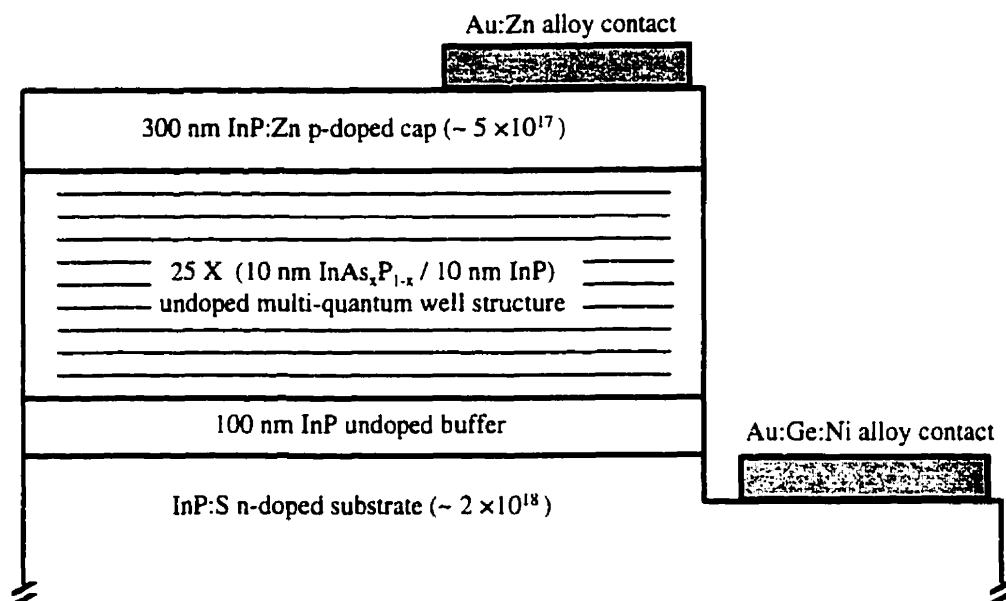 Au:Zn alloy contact
300 nm InP:Zn p-doped cap (~ 5 ×10¹⁷)
25 X (10 nm InAsₓP₁₋ₓ / 10 nm InP)
undoped multi-quantum well structure
100 nm InP undoped buffer
Au:Ge:Ni alloy contact
InP:S n-doped substrate (~ 2 ×10¹⁸)